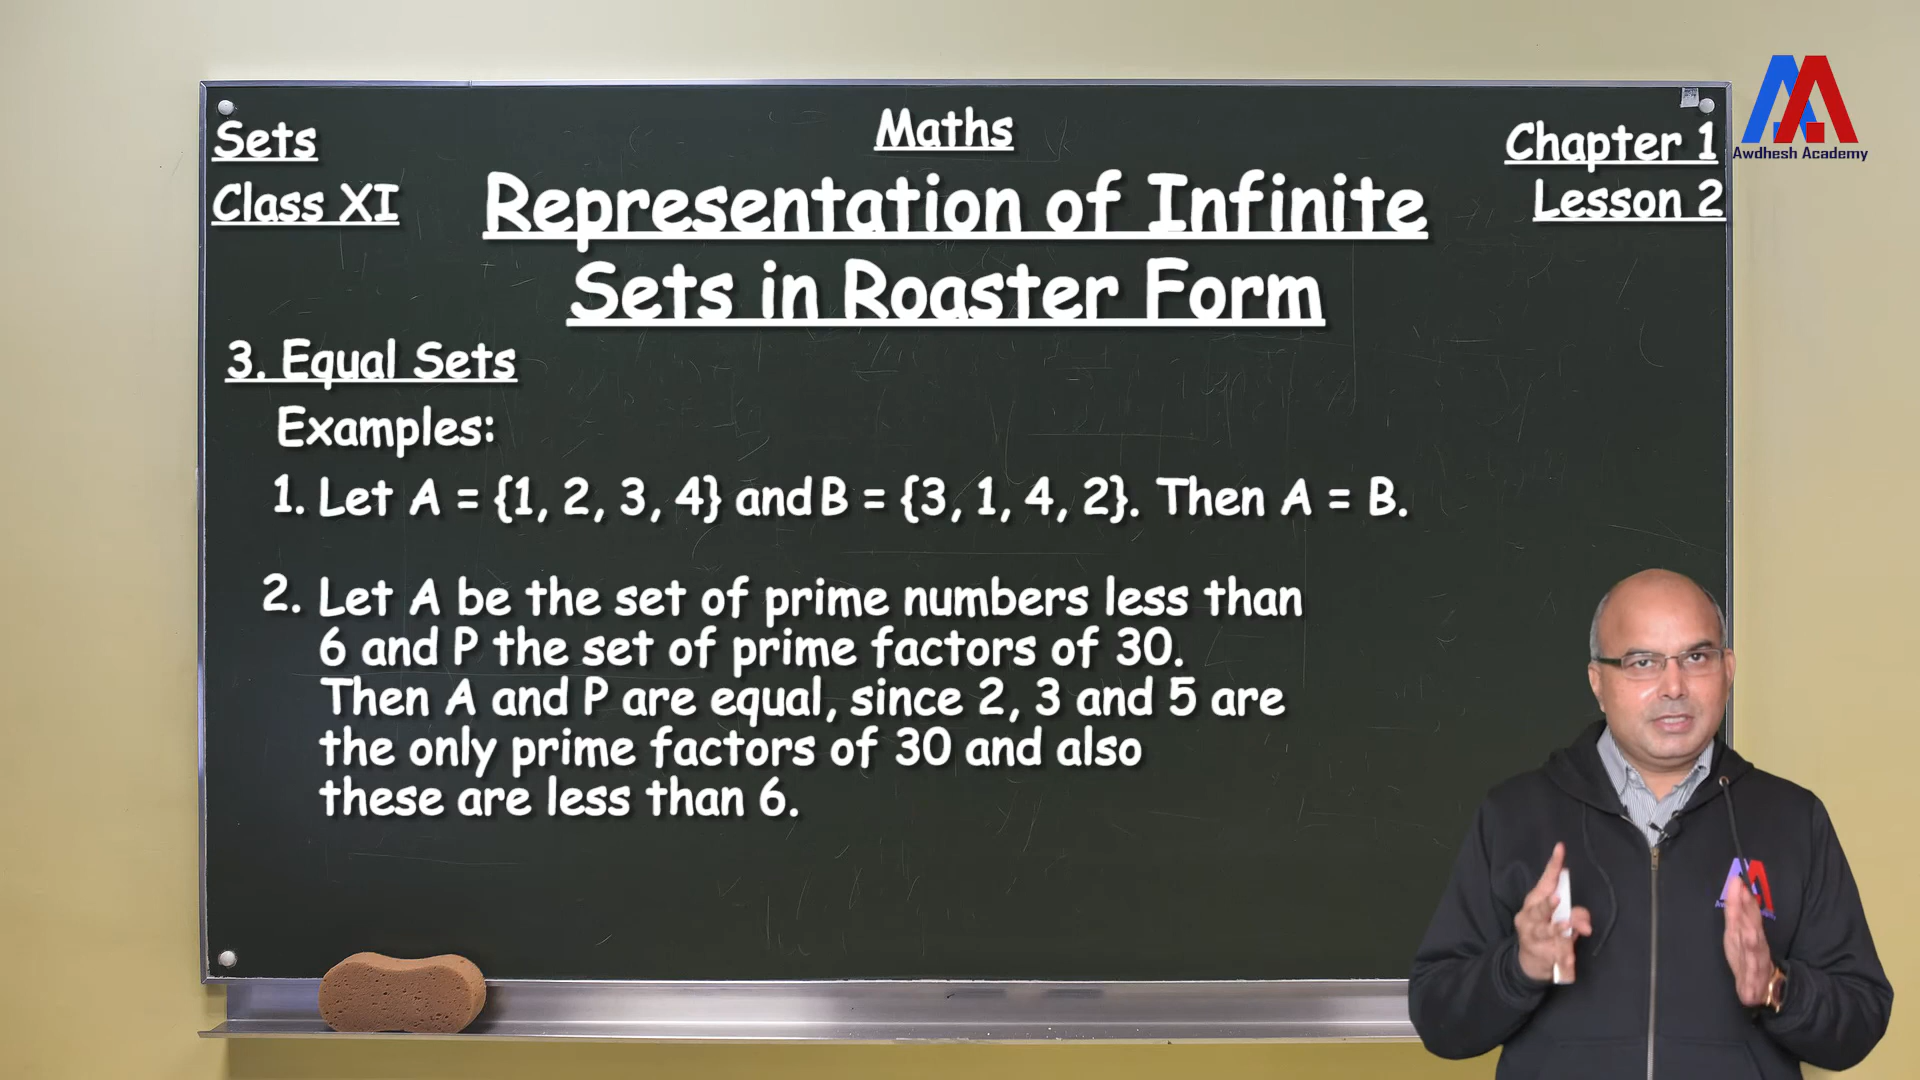 Sets
Maths
Chapter 1
Awdhesh Academy
Class XI
Lesson 2
Representation of Infinite
Sets in Roaster Form
3. Equal Sets
Examples:
1. Let A = {1, 2, 3, 4} and B = {3, 1, 4, 2}. Then A = B.
2. Let A be the set of prime numbers less than
6 and P the set of prime factors of 30.
Then A and P are equal, since 2, 3 and 5 are
the only prime factors of 30 and also
these are less than 6.